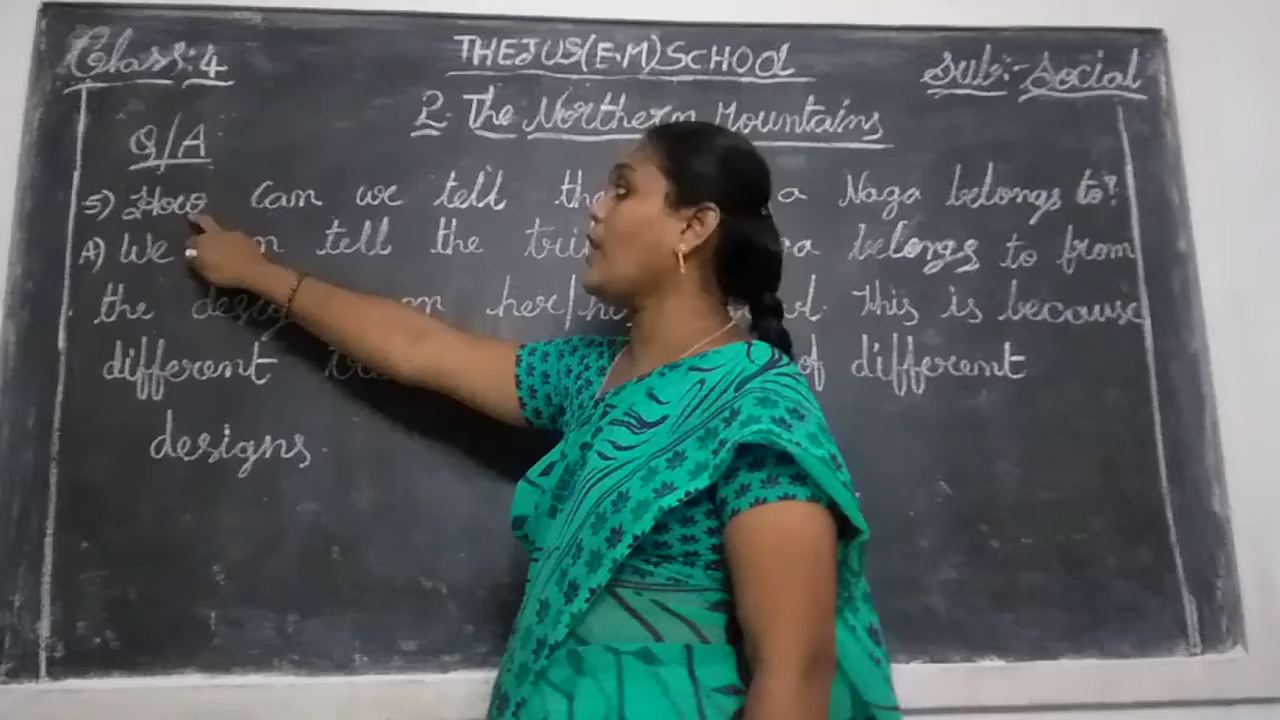 Class:4 THEJUS(E.M) SCHOOL Sub:- Social
2. The Northern Mountains
Q/A
5) How can we tell the a Naga belongs to?
A) We tell the belongs to from
the her/ This is because
different of different
designs.